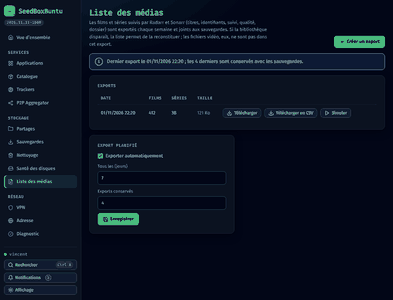 SeedBoxBuntu
Vue d'ensemble
SERVICES
Applications
Catalogue
Trackers
P2P Aggregator
STOCKAGE
Partages
Sauvegardes
Nettoyage
Santé des disques
Liste des médias
RÉSEAU
VPN
Adresse
Diagnostic
vincent
Rechercher
Ctrl K
Notifications
Affichage
Liste des médias
Les films et séries suivis par Radarr et Sonarr (titres, identifiants, suivi, qualité,
dossier) sont exportés chaque semaine et joints aux sauvegardes. Si la bibliothèque
disparaît, la liste permet de la reconstituer ; les fichiers vidéo, eux, ne sont pas dans
cet export.
Créer un export
Dernier export le 01/11/2026 22:20 ; les 4 derniers sont conservés avec les sauvegardes.
EXPORTS
DATE FILMS SÉRIES TAILLE
01/11/2026 22:20
Télécharger Télécharger en CSV
EXPORT PLANIFIÉ
Exporter automatiquement
Tous les (jours)
7
Exports conservés
4
Enregistrer